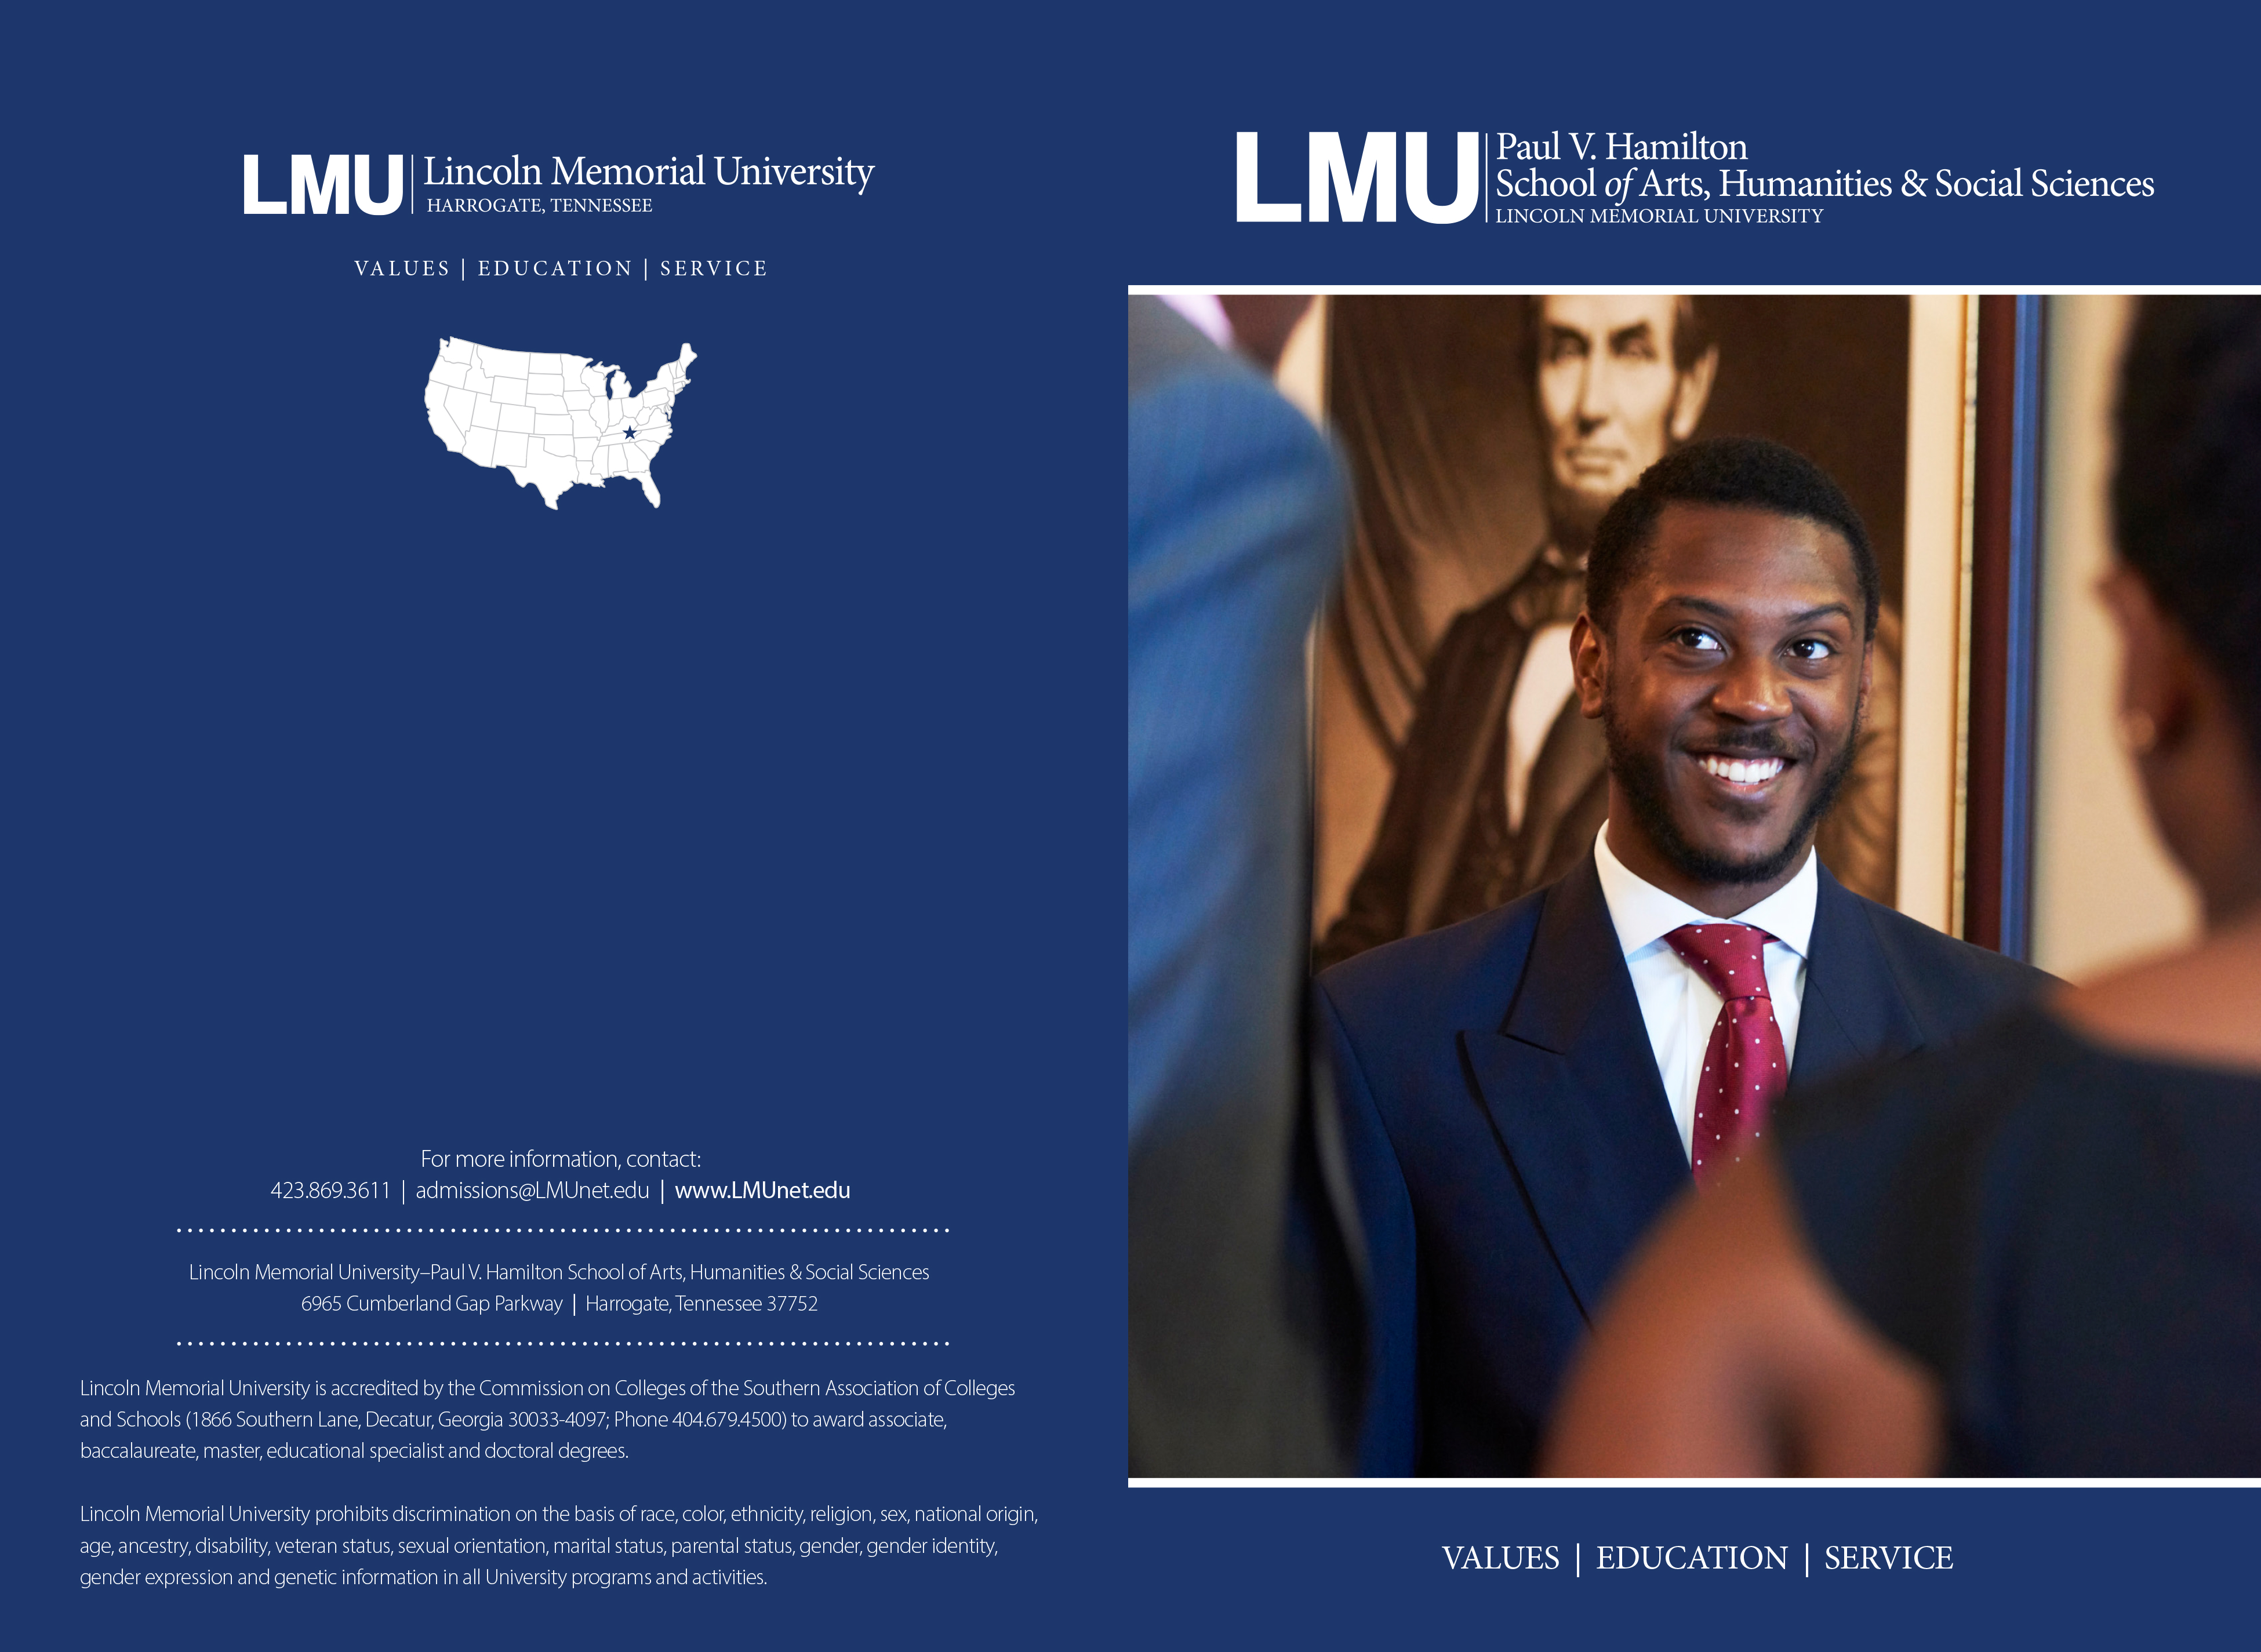 LMU
Lincoln Memorial University
HARROGATE, TENNESSEE
VALUES | EDUCATION | SERVICE
For more information, contact:
423.869.3611 | admissions@LMUnet.edu | www.LMUnet.edu
Lincoln Memorial University–Paul V. Hamilton School of Arts, Humanities & Social Sciences
6965 Cumberland Gap Parkway | Harrogate, Tennessee 37752
Lincoln Memorial University is accredited by the Commission on Colleges of the Southern Association of Colleges
and Schools (1866 Southern Lane, Decatur, Georgia 30033-4097; Phone 404.679.4500) to award associate,
baccalaureate, master, educational specialist and doctoral degrees.
Lincoln Memorial University prohibits discrimination on the basis of race, color, ethnicity, religion, sex, national origin,
age, ancestry, disability, veteran status, sexual orientation, marital status, parental status, gender, gender identity,
gender expression and genetic information in all University programs and activities.
LMU
Paul V. Hamilton
School of Arts, Humanities & Social Sciences
LINCOLN MEMORIAL UNIVERSITY
VALUES | EDUCATION | SERVICE